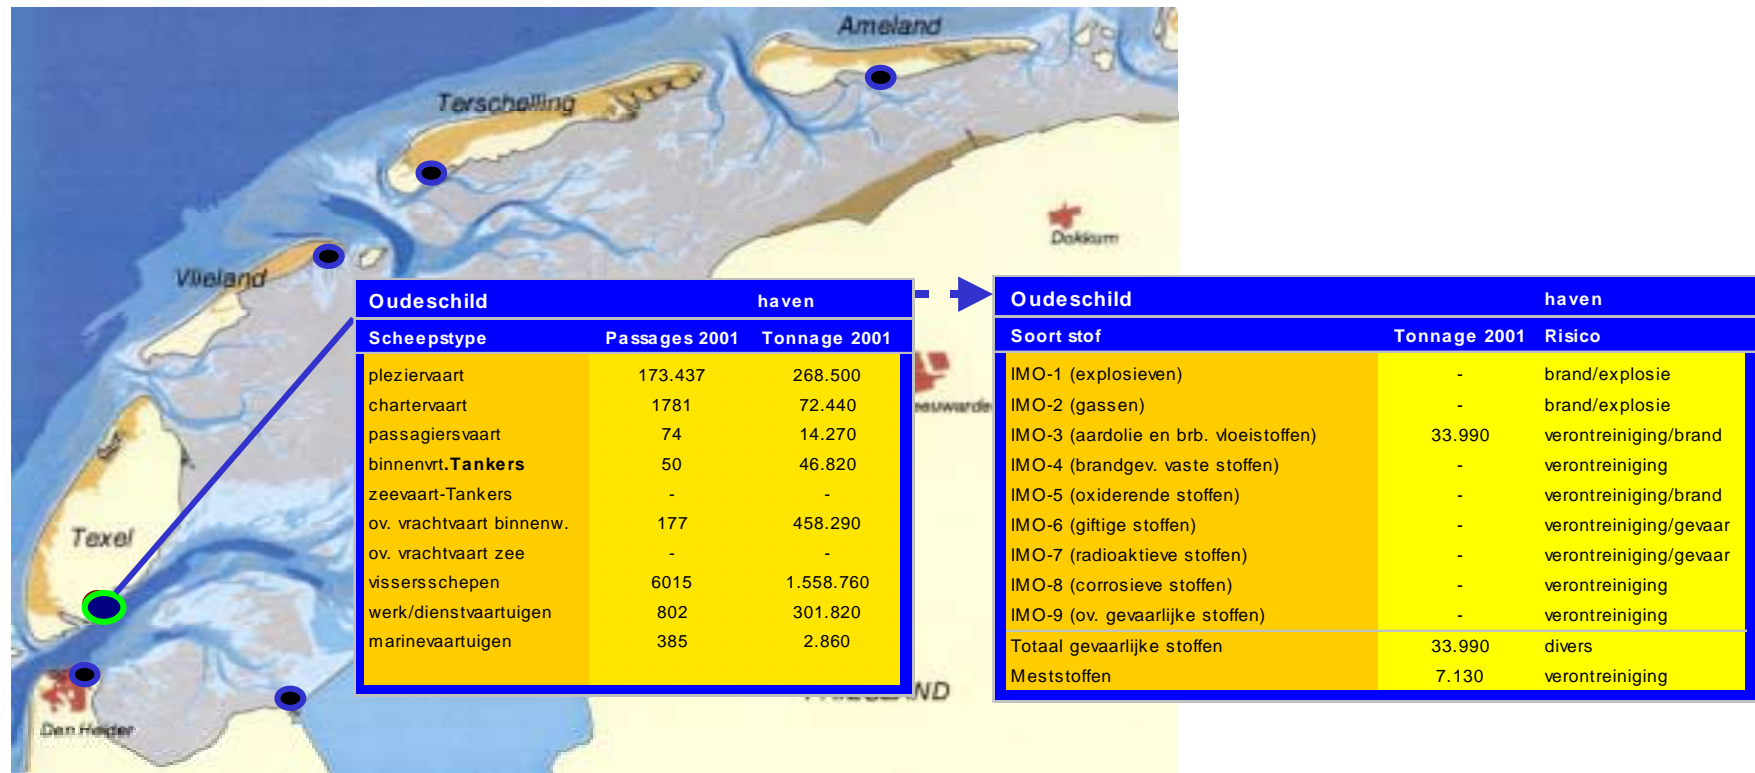 Ameland
Terschelling
Dokkum
Vlieland
Oudeschild haven
Scheepstype Passages 2001 Tonnage 2001
pleziervaart 173.437 268.500
chartervaart 1781 72.440
passagiersvaart 74 14.270
binnenvrt.Tankers 50 46.820
zeevaart-Tankers - -
ov. vrachtvaart binnenw. 177 458.290
ov. vrachtvaart zee - -
vissersschepen 6015 1.558.760
werk/dienstvaartuigen 802 301.820
marinevaartuigen 385 2.860
Oudeschild haven
Soort stof Tonnage 2001 Risico
IMO-1 (explosieven) - brand/explosie
IMO-2 (gassen) - brand/explosie
IMO-3 (aardolie en brb. vloeistoffen) 33.990 verontreiniging/brand
IMO-4 (brandgev. vaste stoffen) - verontreiniging
IMO-5 (oxiderende stoffen) - verontreiniging/brand
IMO-6 (giftige stoffen) - verontreiniging/gevaar
IMO-7 (radioaktieve stoffen) - verontreiniging/gevaar
IMO-8 (corrosieve stoffen) - verontreiniging
IMO-9 (ov. gevaarlijke stoffen) - verontreiniging
Totaal gevaarlijke stoffen 33.990 divers
Meststoffen 7.130 verontreiniging
Texel
Den Helder